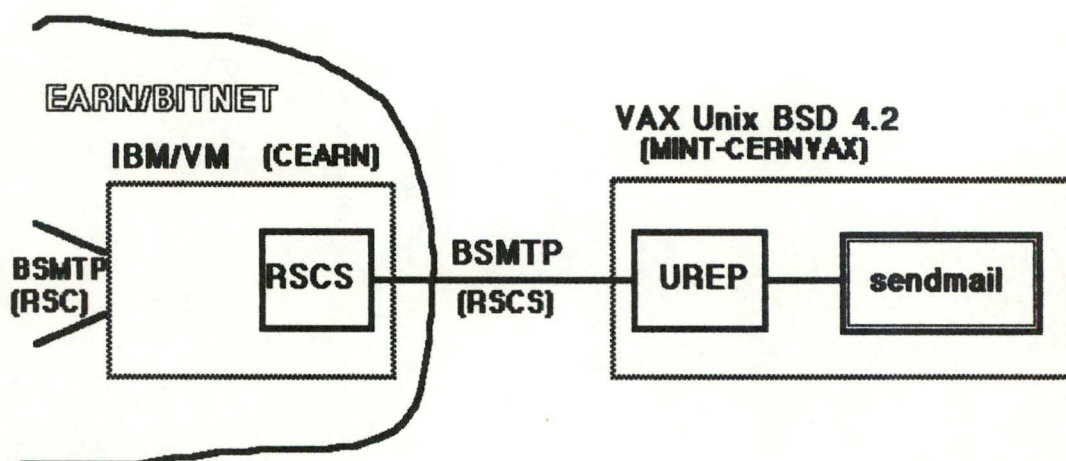 EARN/BITNET
IBM/VM (CEARN)
VAX Unix BSD 4.2
(MINT-CERNVAX)
BSMTP
(RSC)
RSCS
BSMTP
(RSCS)
UREP
sendmail